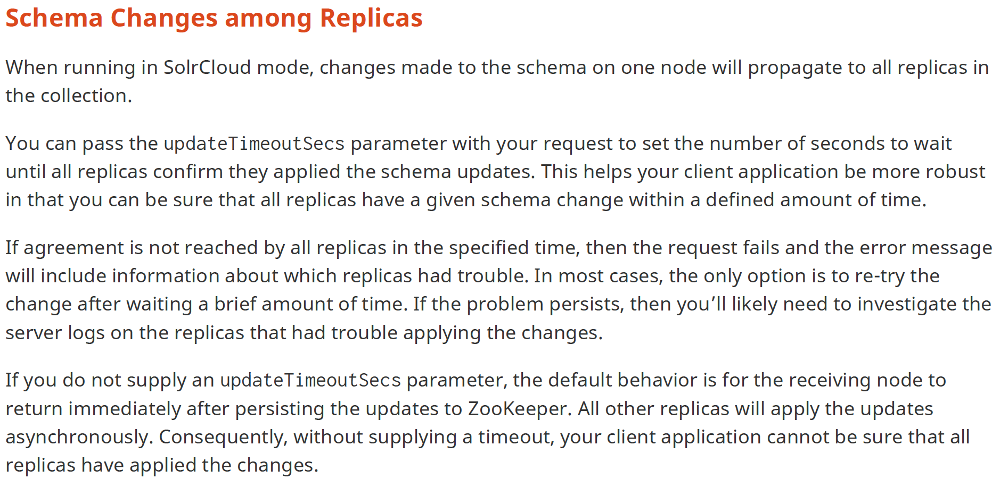 Schema Changes among Replicas
When running in SolrCloud mode, changes made to the schema on one node will propagate to all replicas in
the collection.
You can pass the updateTimeoutSecs parameter with your request to set the number of seconds to wait
until all replicas confirm they applied the schema updates. This helps your client application be more robust
in that you can be sure that all replicas have a given schema change within a defined amount of time.
If agreement is not reached by all replicas in the specified time, then the request fails and the error message
will include information about which replicas had trouble. In most cases, the only option is to re-try the
change after waiting a brief amount of time. If the problem persists, then you’ll likely need to investigate the
server logs on the replicas that had trouble applying the changes.
If you do not supply an updateTimeoutSecs parameter, the default behavior is for the receiving node to
return immediately after persisting the updates to ZooKeeper. All other replicas will apply the updates
asynchronously. Consequently, without supplying a timeout, your client application cannot be sure that all
replicas have applied the changes.